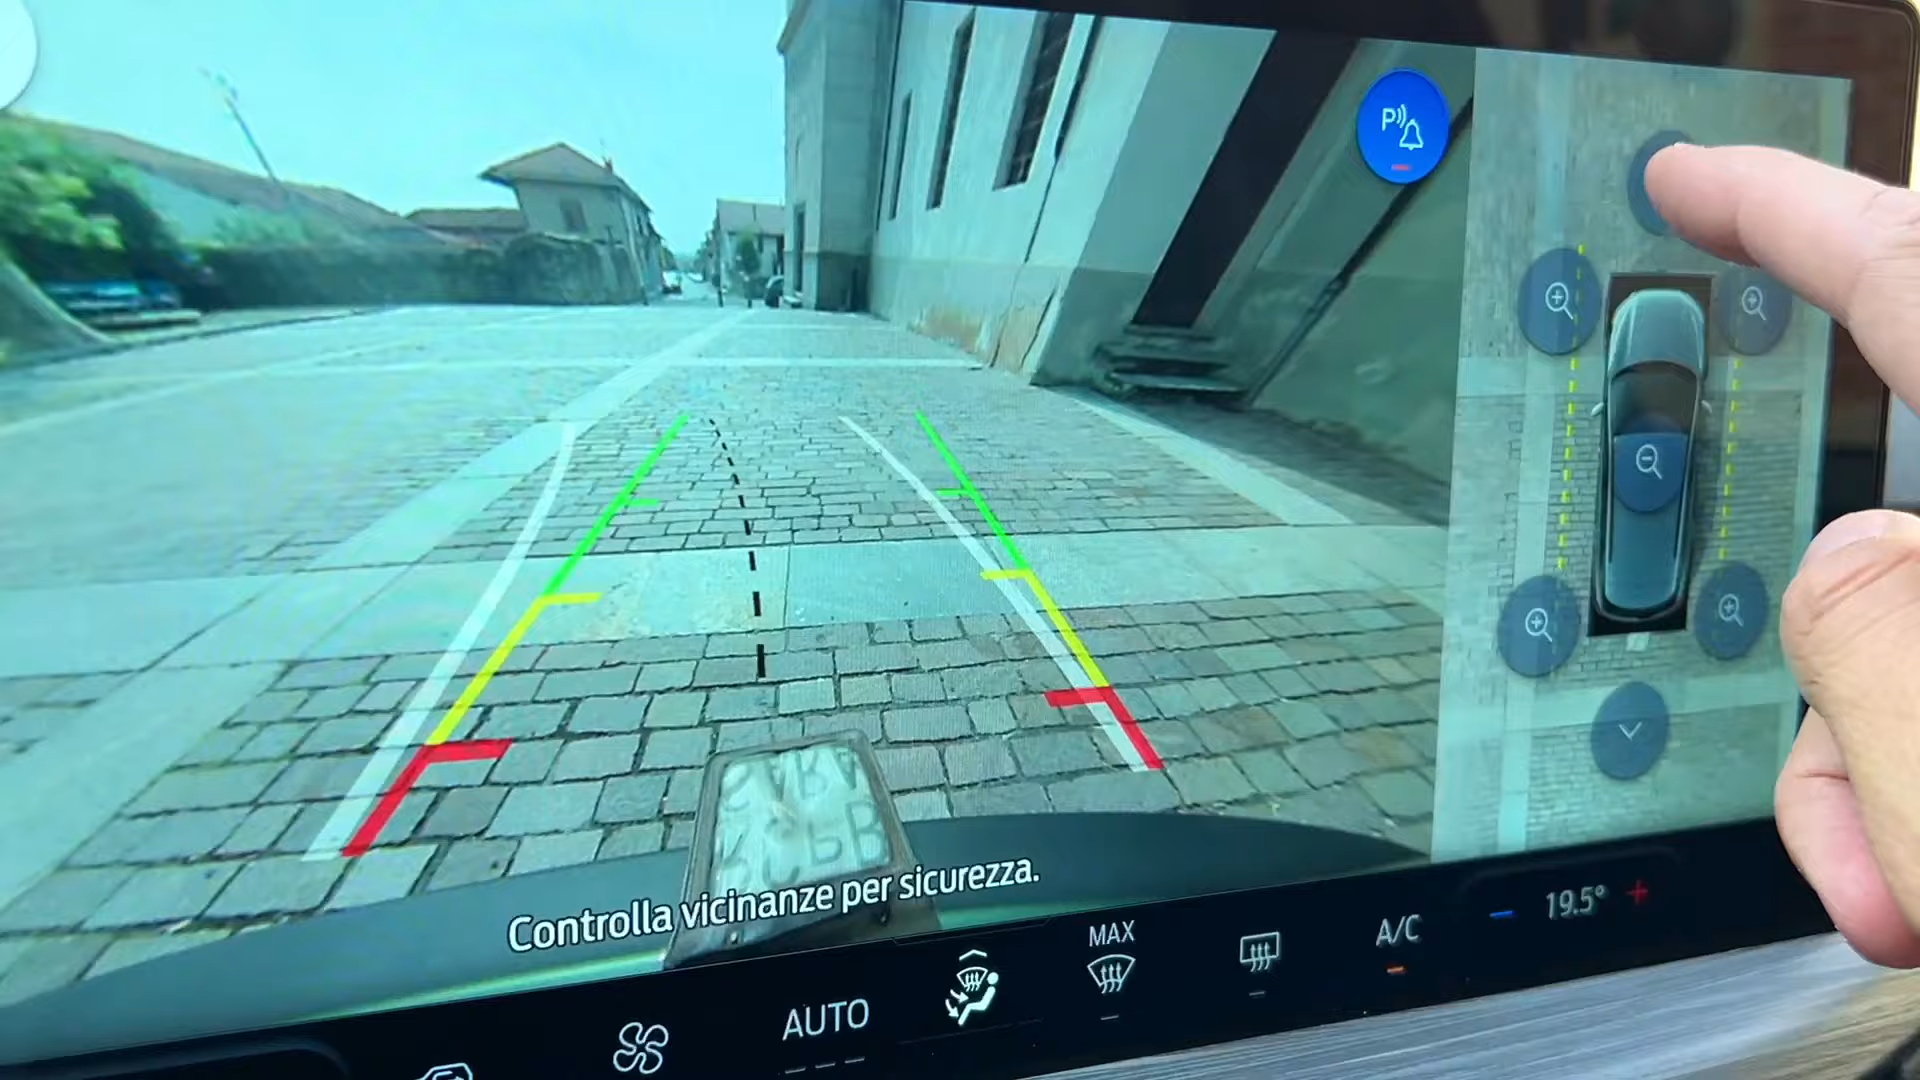 P
Controlla vicinanze per sicurezza.
AUTO
MAX
A/C
19.5°